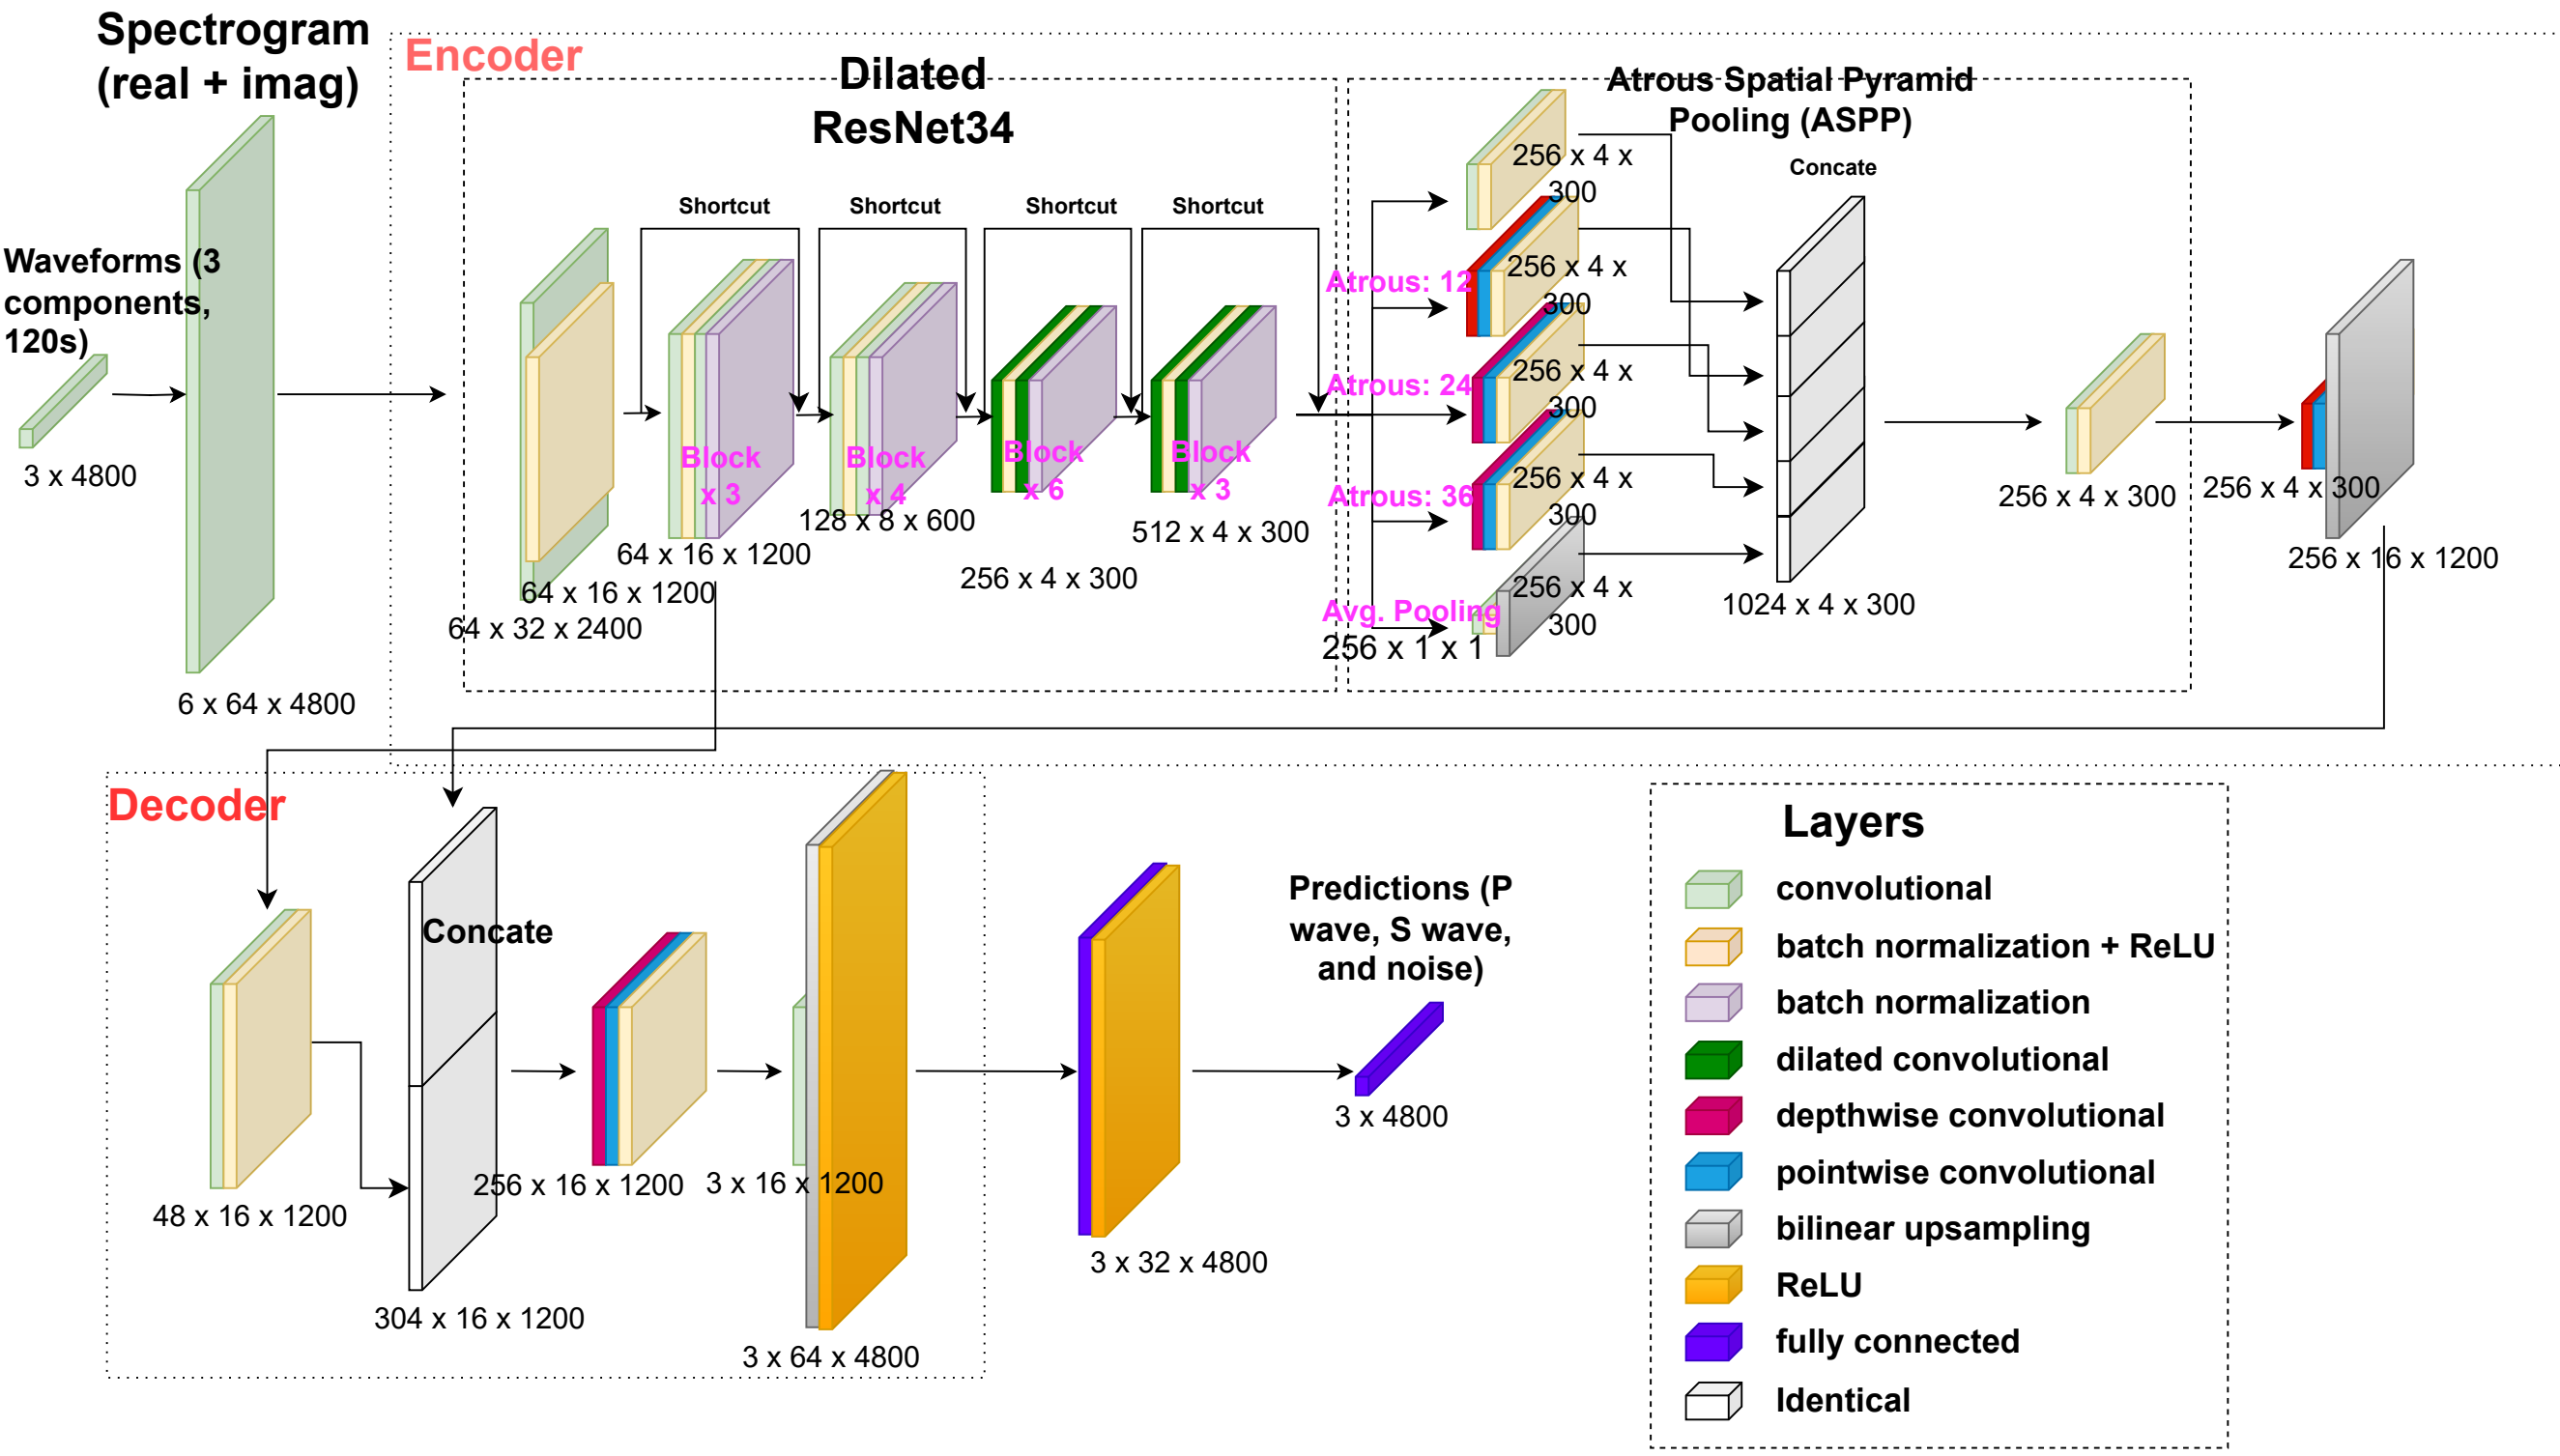 Spectrogram
(real + imag)
Waveforms (3
components,
120s)
3 x 4800
6 x 64 x 4800
Encoder
Dilated
ResNet34
Shortcut
Shortcut
Shortcut
Shortcut
Block
x 3
Block
x 4
Block
x 6
Block
x 3
64 x 32 x 2400
64 x 16 x 1200
64 x 16 x 1200
128 x 8 x 600
256 x 4 x 300
512 x 4 x 300
Atrous Spatial Pyramid
Pooling (ASPP)
Concate
256 x 4 x
300
Atrous: 12
256 x 4 x
300
Atrous: 24
256 x 4 x
300
Atrous: 36
256 x 4 x
300
Avg. Pooling
256 x 1 x 1
256 x 4 x
300
1024 x 4 x 300
256 x 4 x 300
256 x 4 x 300
256 x 16 x 1200
Decoder
48 x 16 x 1200
Concate
304 x 16 x 1200
256 x 16 x 1200
3 x 16 x 1200
3 x 64 x 4800
3 x 32 x 4800
Predictions (P
wave, S wave,
and noise)
3 x 4800
Layers
convolutional
batch normalization + ReLU
batch normalization
dilated convolutional
depthwise convolutional
pointwise convolutional
bilinear upsampling
ReLU
fully connected
Identical